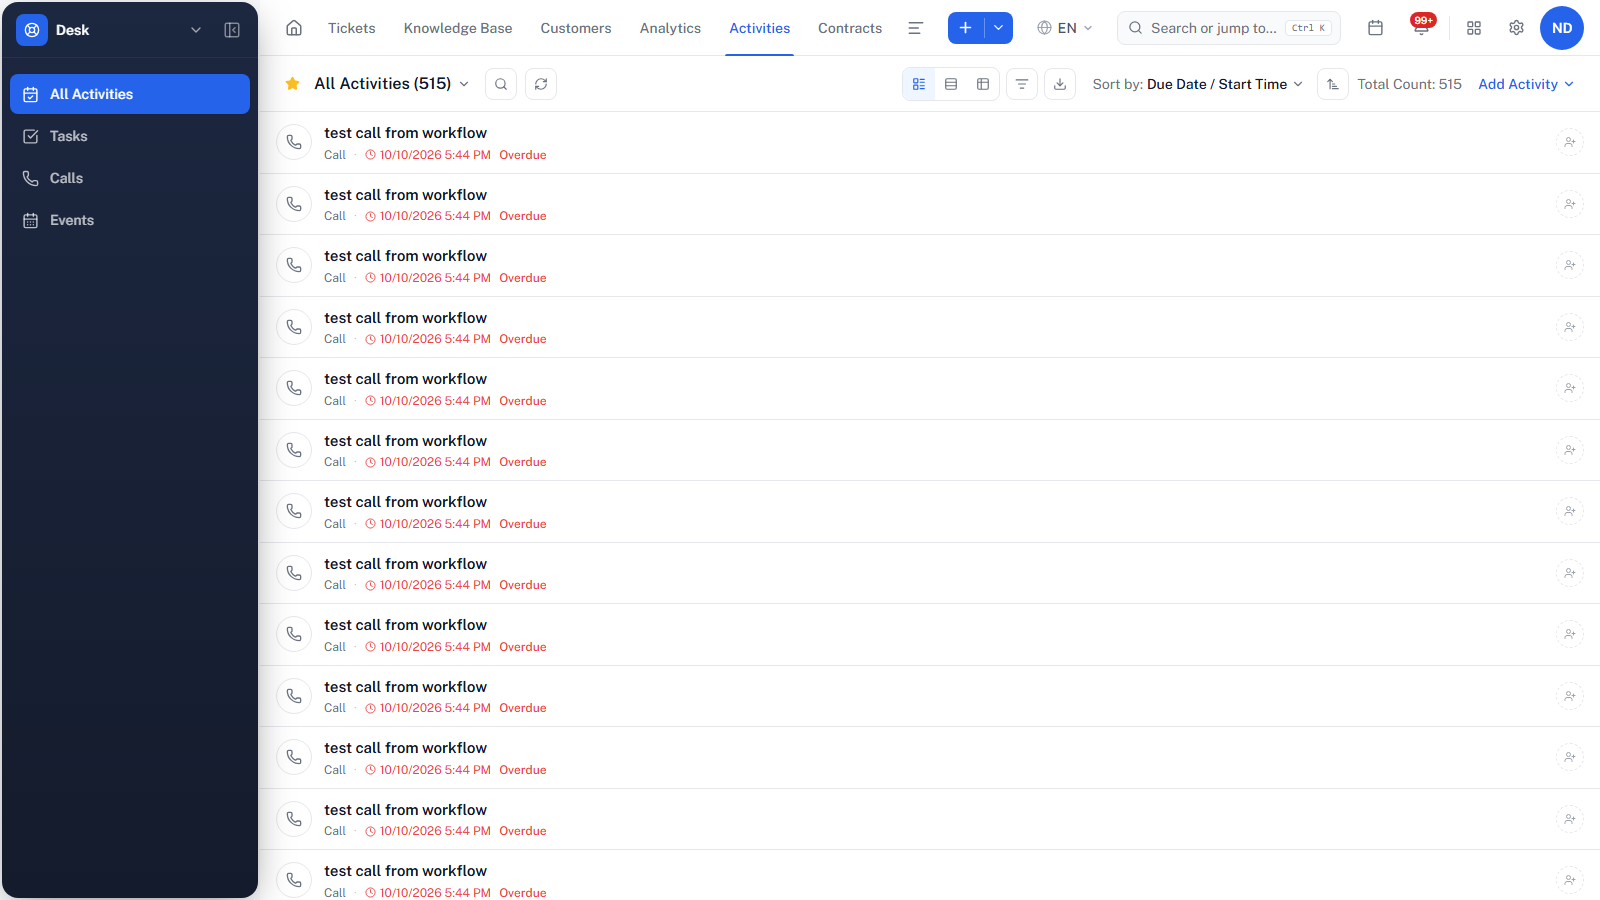 Desk
All Activities
Tasks
Calls
Events
Tickets
Knowledge Base
Customers
Analytics
Activities
Contracts
EN
Search or jump to...
Ctrl K
99+
ND
All Activities (515)
Sort by: Due Date / Start Time
Total Count: 515
Add Activity
test call from workflow
Call · 10/10/2026 5:44 PM Overdue
test call from workflow
Call · 10/10/2026 5:44 PM Overdue
test call from workflow
Call · 10/10/2026 5:44 PM Overdue
test call from workflow
Call · 10/10/2026 5:44 PM Overdue
test call from workflow
Call · 10/10/2026 5:44 PM Overdue
test call from workflow
Call · 10/10/2026 5:44 PM Overdue
test call from workflow
Call · 10/10/2026 5:44 PM Overdue
test call from workflow
Call · 10/10/2026 5:44 PM Overdue
test call from workflow
Call · 10/10/2026 5:44 PM Overdue
test call from workflow
Call · 10/10/2026 5:44 PM Overdue
test call from workflow
Call · 10/10/2026 5:44 PM Overdue
test call from workflow
Call · 10/10/2026 5:44 PM Overdue
test call from workflow
Call · 10/10/2026 5:44 PM Overdue